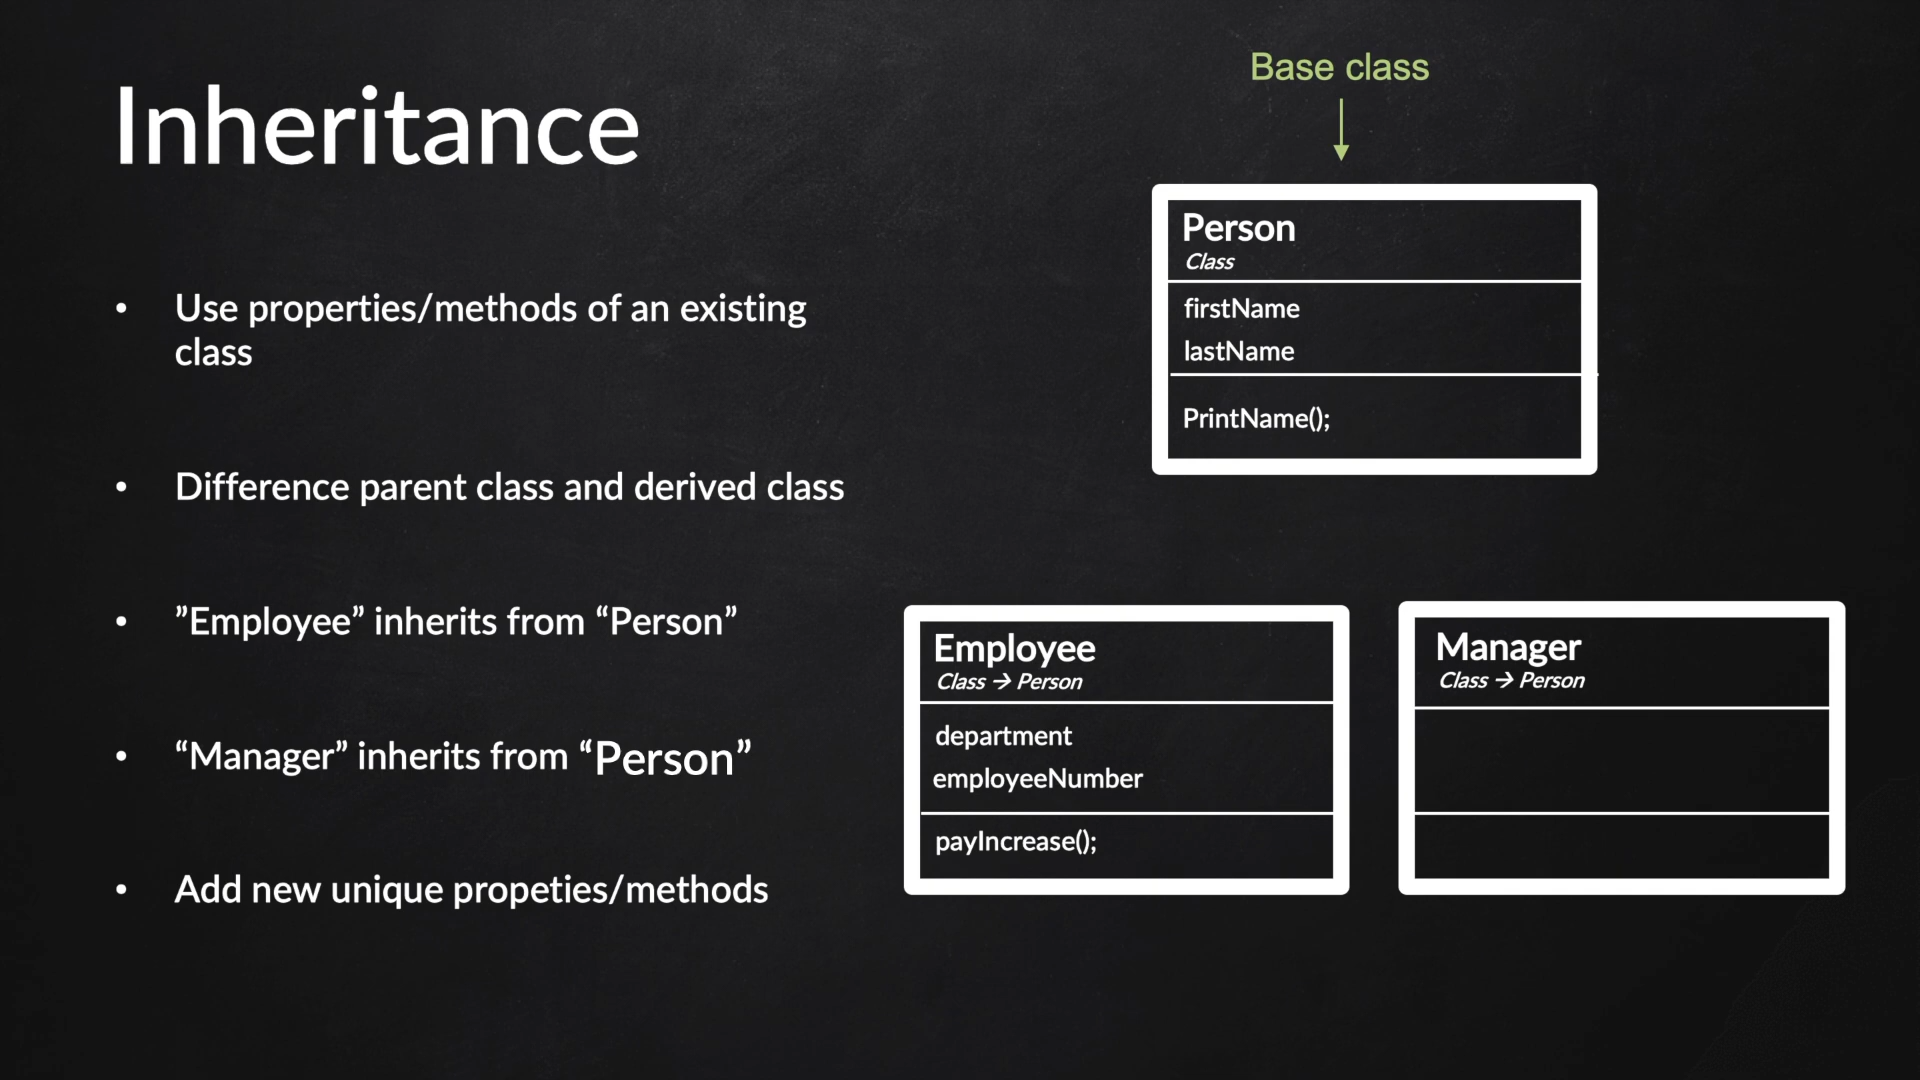 Inheritance
• Use properties/methods of an existing
class
• Difference parent class and derived class
• ”Employee” inherits from “Person”
• “Manager” inherits from “Person”
• Add new unique propeties/methods
Base class
Person
Class
firstName
lastName
PrintName();
Employee
Class → Person
department
employeeNumber
payIncrease();
Manager
Class → Person